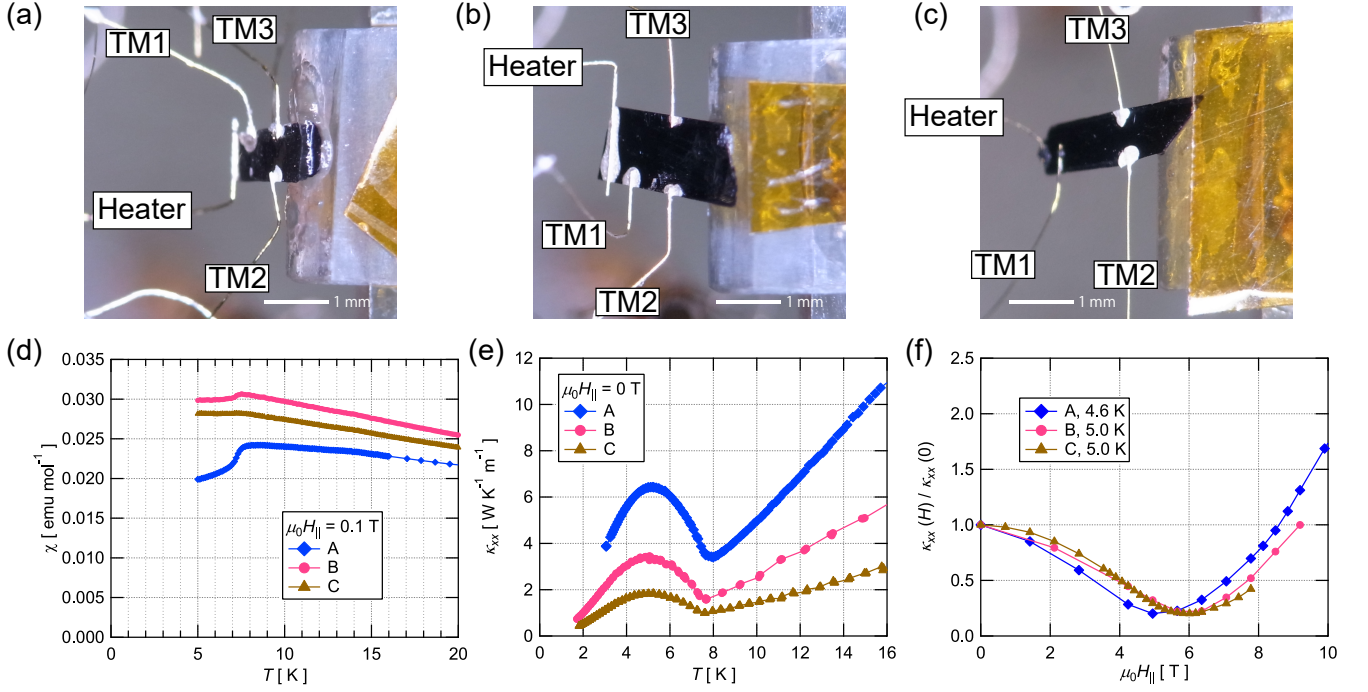 (a)
TM1
TM3
Heater
TM2
1 mm
(b)
TM3
Heater
TM1
TM2
1 mm
(c)
TM3
Heater
TM1
TM2
1 mm
(d)
0.035
0.030
0.025
0.020
0.015
0.010
0.005
0.000
χ [ emu mol⁻¹ ]
μ₀H|| = 0.1 T
A
B
C
0 5 10 15 20
T [ K ]
(e)
12
10
8
6
4
2
0
κxx [ W K⁻¹ m⁻¹ ]
μ₀H|| = 0 T
A
B
C
0 2 4 6 8 10 12 14 16
T [ K ]
(f)
2.5
2.0
1.5
1.0
0.5
0.0
κxx (H) / κxx (0)
A, 4.6 K
B, 5.0 K
C, 5.0 K
0 2 4 6 8 10
μ₀H|| [ T ]